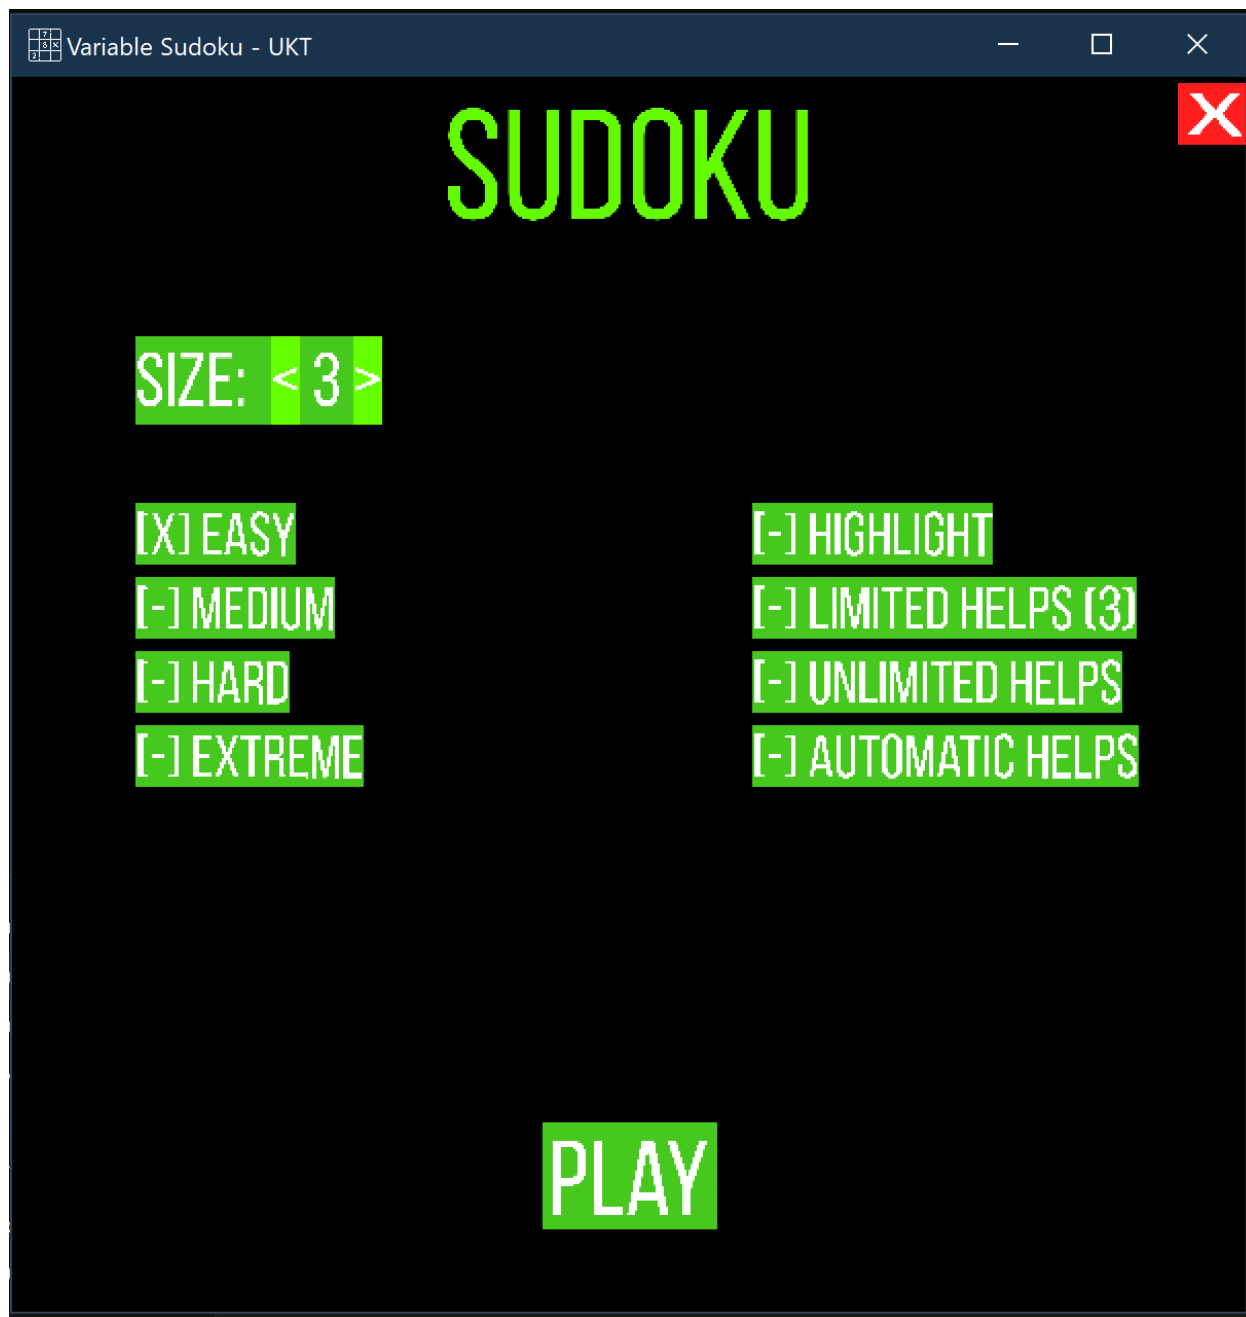 Variable Sudoku - UKT
X
SUDOKU
SIZE: < 3 >
[X] EASY
[-] MEDIUM
[-] HARD
[-] EXTREME
[-] HIGHLIGHT
[-] LIMITED HELPS (3)
[-] UNLIMITED HELPS
[-] AUTOMATIC HELPS
PLAY